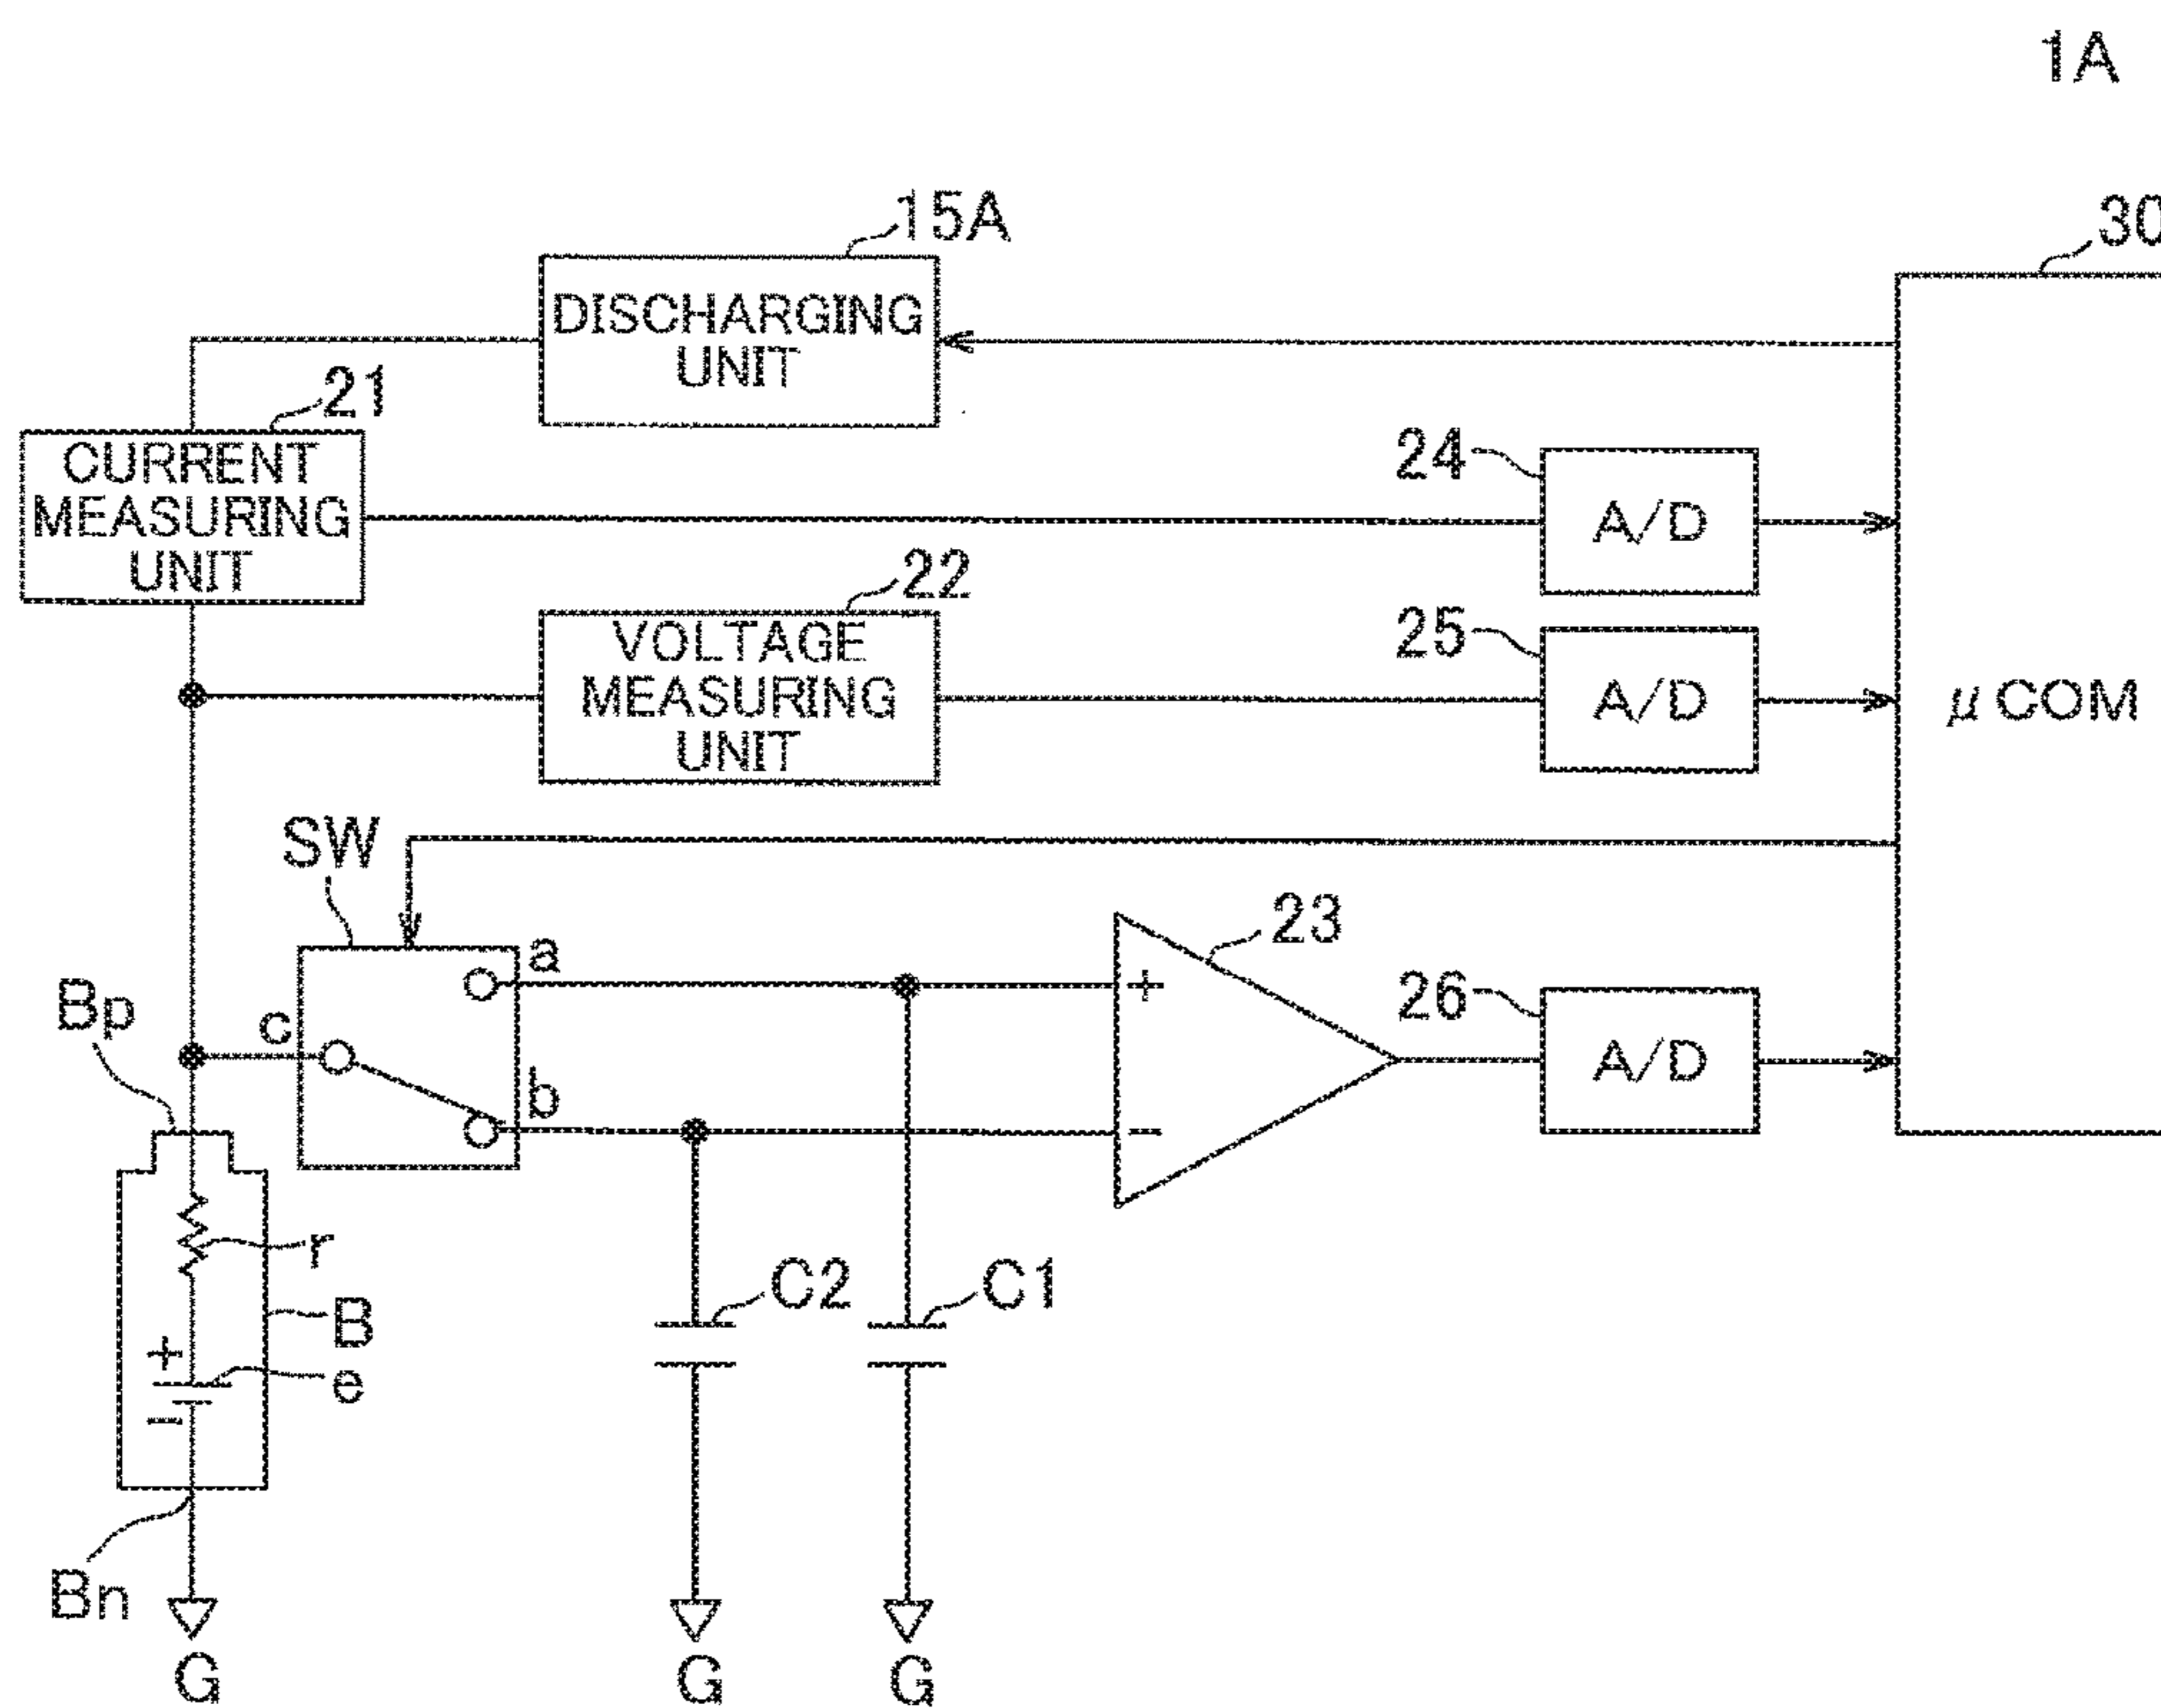 1A
15A
30
DISCHARGING
UNIT
21
CURRENT
MEASURING
UNIT
24
A/D
22
VOLTAGE
MEASURING
UNIT
25
A/D
μCOM
SW
a
23
+
26
A/D
Bp
c
b
−
r
C2
C1
B
+
e
−
Bn
G
G
G